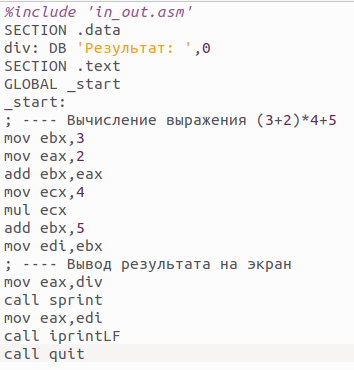 %include 'in_out.asm'
SECTION .data
div: DB 'Результат: ',0
SECTION .text
GLOBAL _start
_start:
; ---- Вычисление выражения (3+2)*4+5
mov ebx,3
mov eax,2
add ebx,eax
mov ecx,4
mul ecx
add ebx,5
mov edi,ebx
; ---- Вывод результата на экран
mov eax,div
call sprint
mov eax,edi
call iprintLF
call quit